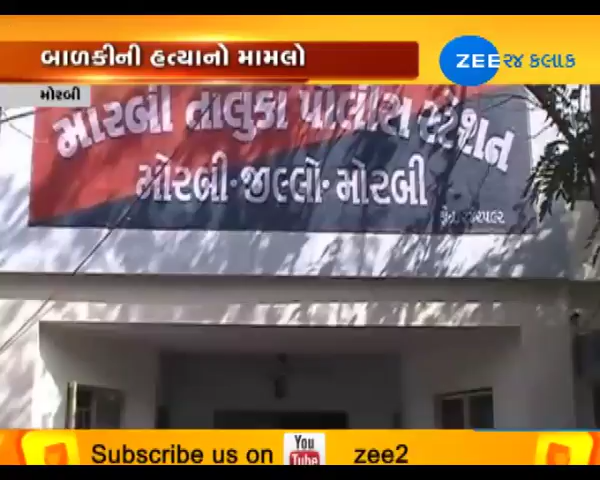 બાળકીની હત્યાનો મામલો
ZEE ૨૪ કલાક
મોરબી
મોરબી તાલુકા પોલીસ સ્ટેશન
મોરબી·જીલ્લો·મોરબી
Subscribe us on You Tube zee2